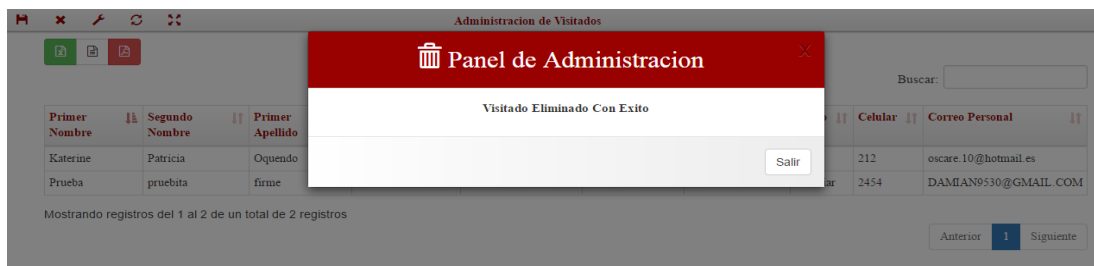 Administracion de Visitados
Panel de Administracion
X
Buscar:
Visitado Eliminado Con Exito
Primer Nombre
Segundo Nombre
Primer Apellido
Celular
Correo Personal
Katerine Patricia Oquendo 212 oscare.10@hotmail.es
Salir
Prueba pruebita firme ar 2454 DAMIAN9530@GMAIL.COM
Mostrando registros del 1 al 2 de un total de 2 registros
Anterior 1 Siguiente